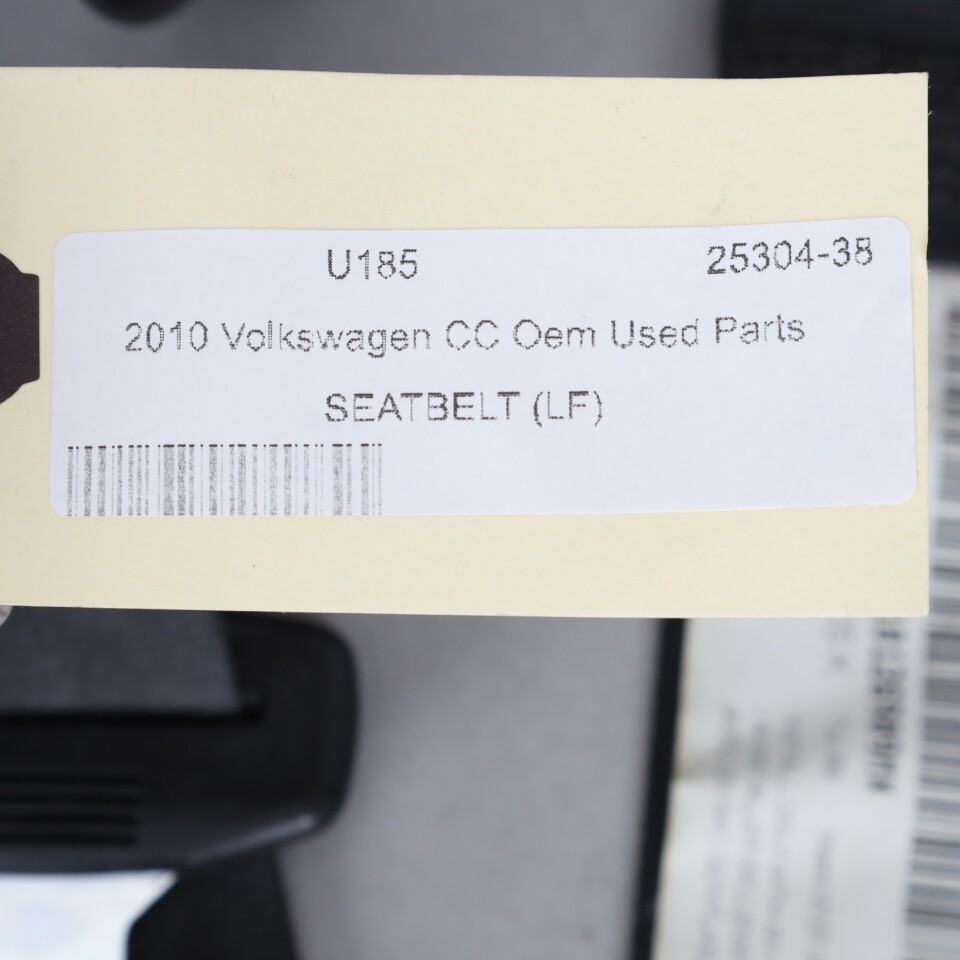 U185 25304-38
2010 Volkswagen CC Oem Used Parts
SEATBELT (LF)